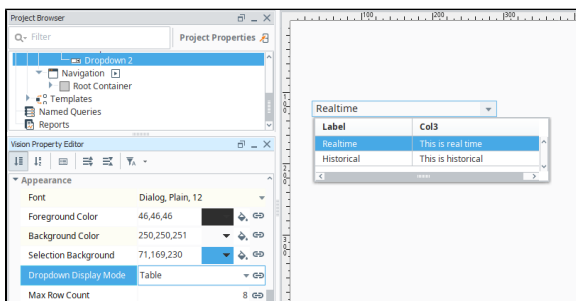 Project Browser
Filter
Project Properties
Dropdown 2
Navigation
Root Container
Templates
Named Queries
Reports
Vision Property Editor
Appearance
Font Dialog, Plain, 12
Foreground Color 46,46,46
Background Color 250,250,251
Selection Background 71,169,230
Dropdown Display Mode Table
Max Row Count 8
100 200 300
100
200
300
Realtime
Label Col3
Realtime This is real time
Historical This is historical